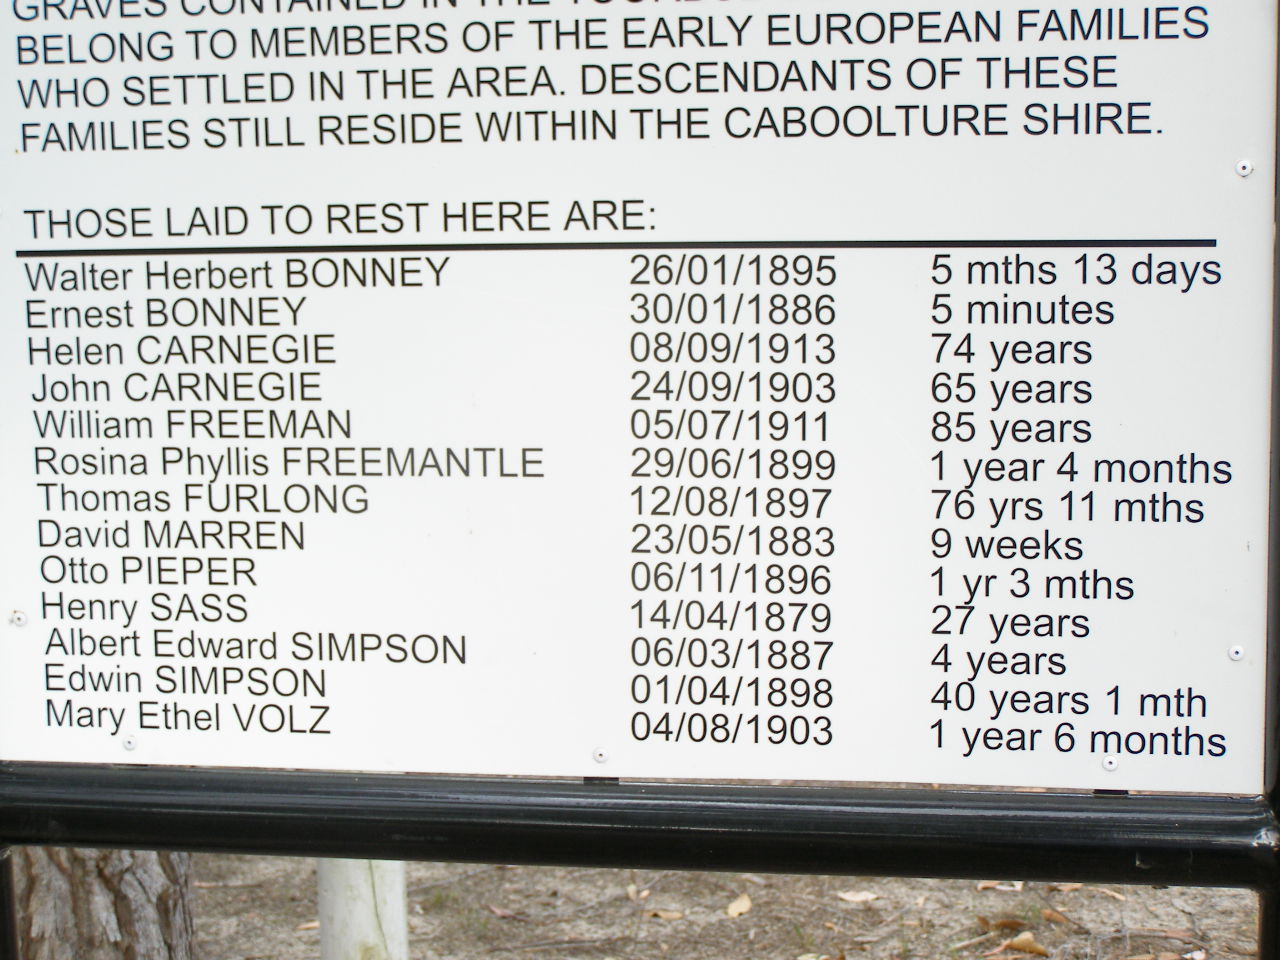 GRAVES CONTAINED IN THE
BELONG TO MEMBERS OF THE EARLY EUROPEAN FAMILIES
WHO SETTLED IN THE AREA. DESCENDANTS OF THESE
FAMILIES STILL RESIDE WITHIN THE CABOOLTURE SHIRE.
THOSE LAID TO REST HERE ARE:
Walter Herbert BONNEY 26/01/1895 5 mths 13 days
Ernest BONNEY 30/01/1886 5 minutes
Helen CARNEGIE 08/09/1913 74 years
John CARNEGIE 24/09/1903 65 years
William FREEMAN 05/07/1911 85 years
Rosina Phyllis FREEMANTLE 29/06/1899 1 year 4 months
Thomas FURLONG 12/08/1897 76 yrs 11 mths
David MARREN 23/05/1883 9 weeks
Otto PIEPER 06/11/1896 1 yr 3 mths
Henry SASS 14/04/1879 27 years
Albert Edward SIMPSON 06/03/1887 4 years
Edwin SIMPSON 01/04/1898 40 years 1 mth
Mary Ethel VOLZ 04/08/1903 1 year 6 months